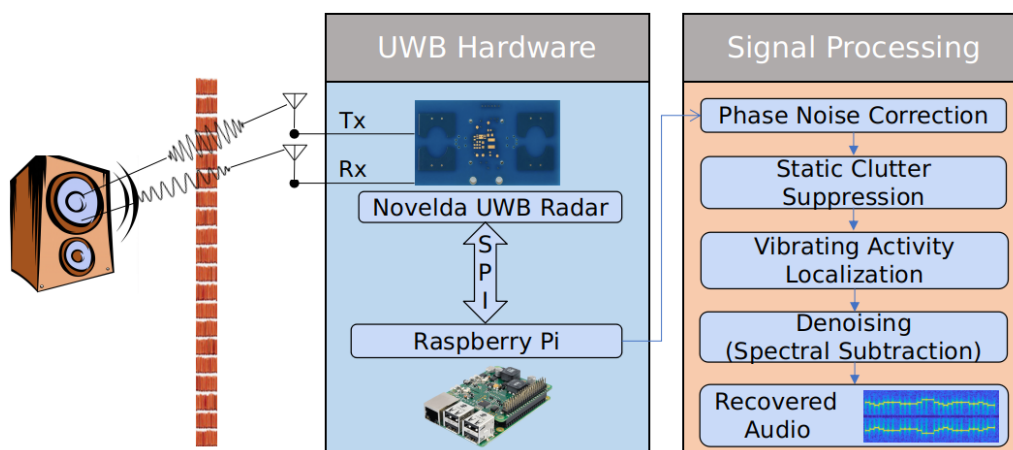 UWB Hardware
Tx
Rx
Novelda UWB Radar
S
P
I
Raspberry Pi
Signal Processing
Phase Noise Correction
Static Clutter
Suppression
Vibrating Activity
Localization
Denoising
(Spectral Subtraction)
Recovered
Audio